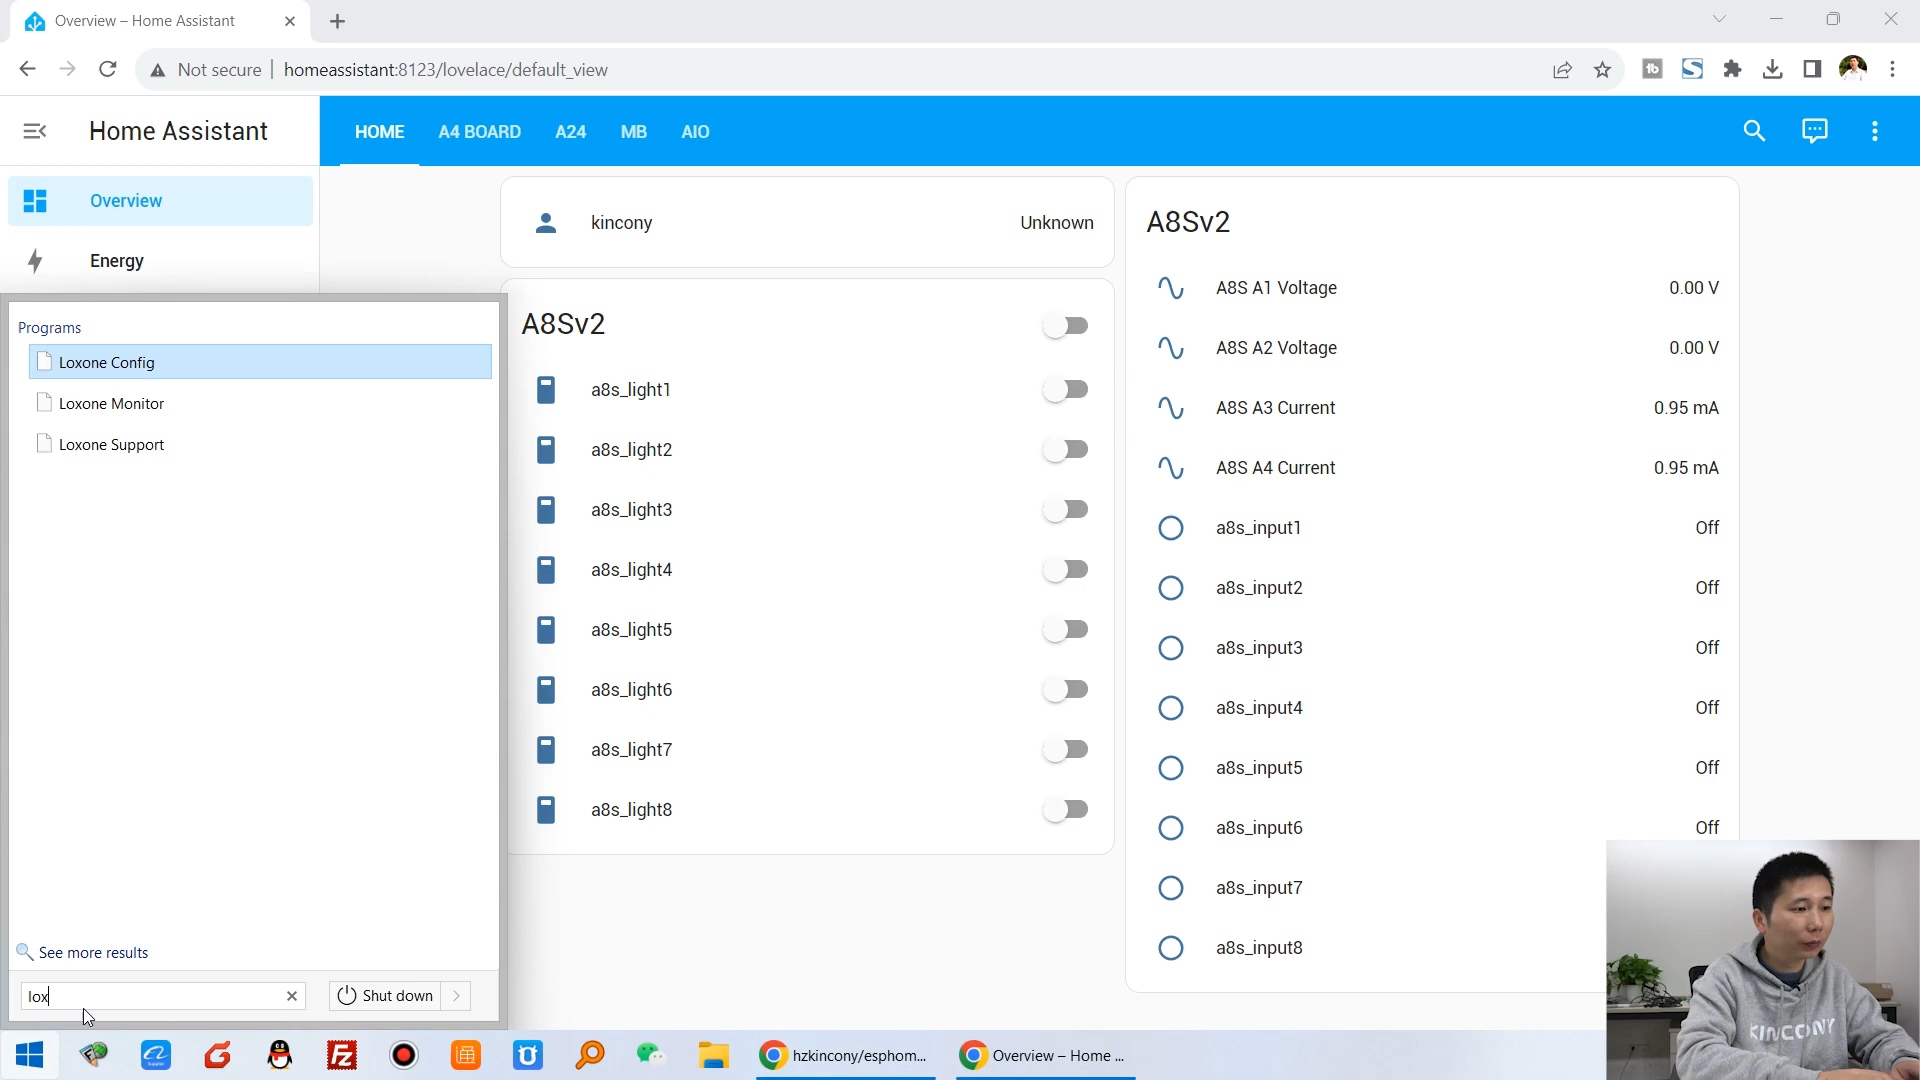 Overview – Home Assistant
Not secure
homeassistant:8123/lovelace/default_view
Home Assistant
HOME
A4 BOARD
A24
MB
AIO
Overview
Energy
kincony
Unknown
A8Sv2
a8s_light1
a8s_light2
a8s_light3
a8s_light4
a8s_light5
a8s_light6
a8s_light7
a8s_light8
A8Sv2
A8S A1 Voltage
0.00 V
A8S A2 Voltage
0.00 V
A8S A3 Current
0.95 mA
A8S A4 Current
0.95 mA
a8s_input1
Off
a8s_input2
Off
a8s_input3
Off
a8s_input4
Off
a8s_input5
Off
a8s_input6
Off
a8s_input7
a8s_input8
Programs
Loxone Config
Loxone Monitor
Loxone Support
See more results
lox
Shut down
hzkincony/esphom...
Overview – Home ...
KINCONY